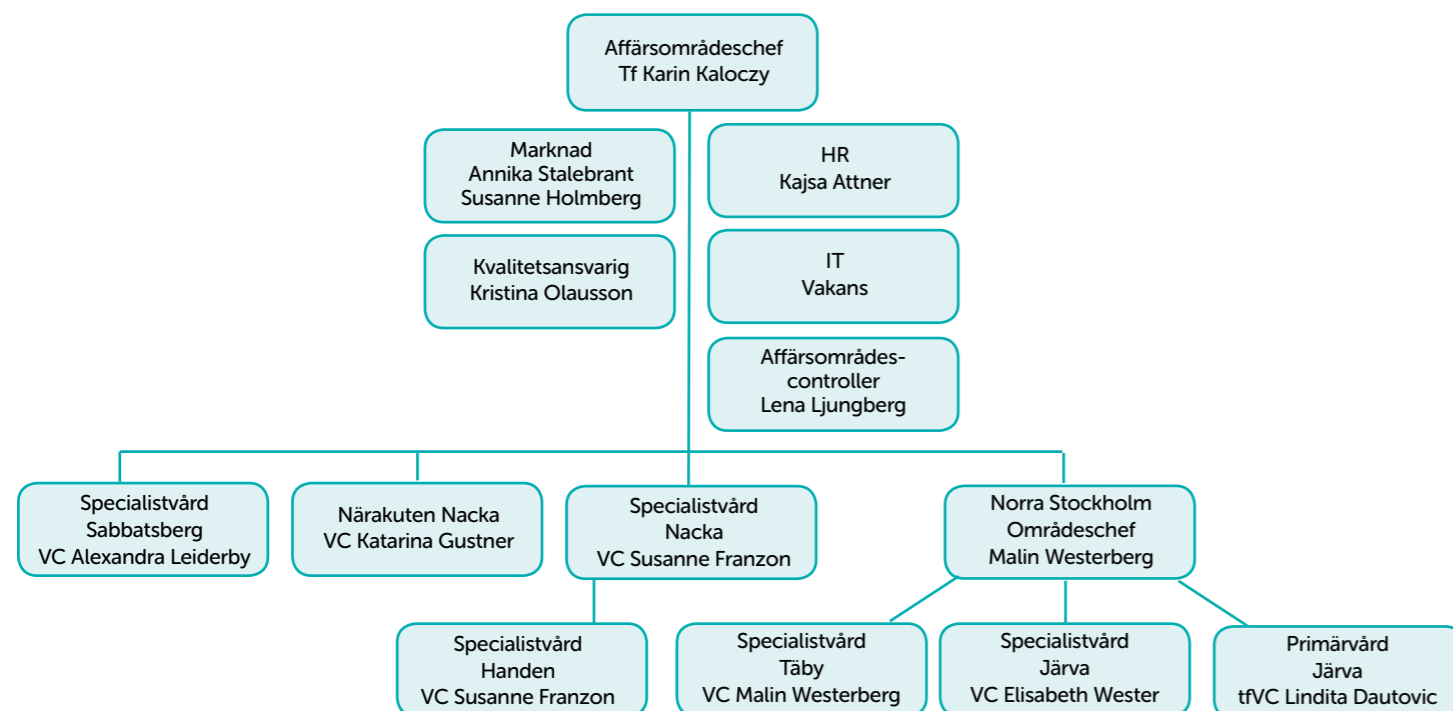 Affärsområdeschef
Tf Karin Kaloczy
Marknad
Annika Stalebrant
Susanne Holmberg
HR
Kajsa Attner
Kvalitetsansvarig
Kristina Olausson
IT
Vakans
Affärsområdes-
controller
Lena Ljungberg
Specialistvård
Sabbatsberg
VC Alexandra Leiderby
Närakuten Nacka
VC Katarina Gustner
Specialistvård
Nacka
VC Susanne Franzon
Norra Stockholm
Områdeschef
Malin Westerberg
Specialistvård
Handen
VC Susanne Franzon
Specialistvård
Täby
VC Malin Westerberg
Specialistvård
Järva
VC Elisabeth Wester
Primärvård
Järva
tfVC Lindita Dautovic